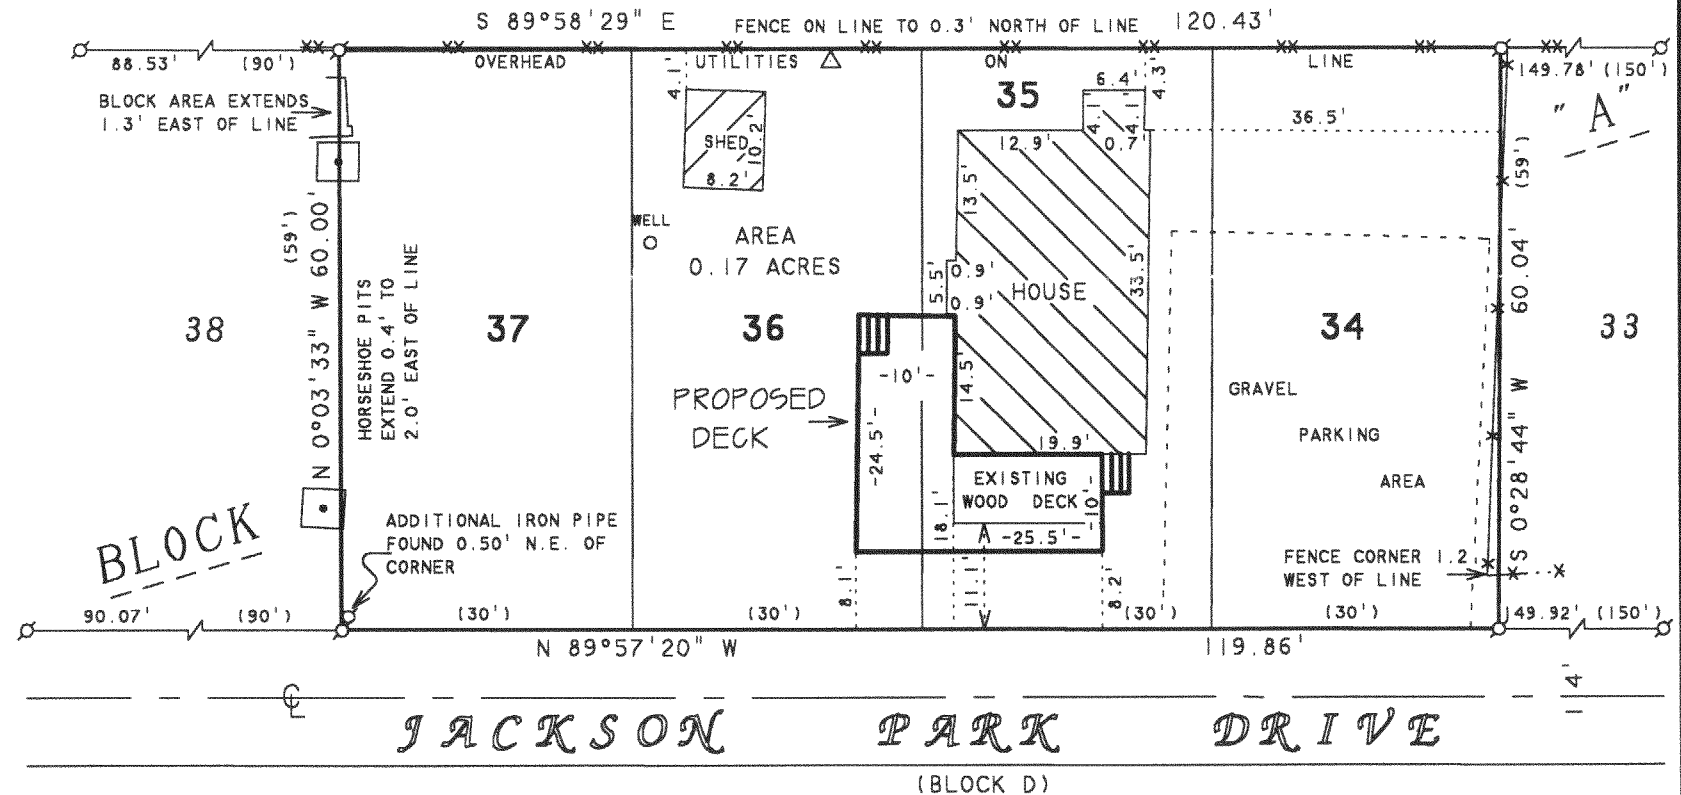 S 89°58'29" E FENCE ON LINE TO 0.3' NORTH OF LINE 120.43'
88.53' (90')
OVERHEAD UTILITIES ON LINE
149.78' (150')
BLOCK AREA EXTENDS
1.3' EAST OF LINE
4.1'
SHED
10.2'
8.2'
35
6.4'
4.3'
4.1'
4.1'
0.7'
12.9'
36.5'
" A "
(59')
(59')
N 0°03'33" W 60.00'
HORSESHOE PITS
EXTEND 0.4' TO
2.0' EAST OF LINE
WELL
AREA
0.17 ACRES
13.5'
5.5'
0.9'
0.9'
HOUSE
33.5'
60.04'
S 0°28'44" W
38
37
36
34
33
-10'-
14.5'
PROPOSED
DECK
-24.5'-
19.9'
GRAVEL
PARKING
AREA
EXISTING
WOOD DECK
-10'-
18.1'
-25.5'-
BLOCK
ADDITIONAL IRON PIPE
FOUND 0.50' N.E. OF
CORNER
FENCE CORNER 1.2'
WEST OF LINE
8.1'
11.1'
8.2'
90.07' (90') (30') (30') (30') (30') 149.92' (150')
N 89°57'20" W 119.86'
℄
14'
JACKSON PARK DRIVE
(BLOCK D)